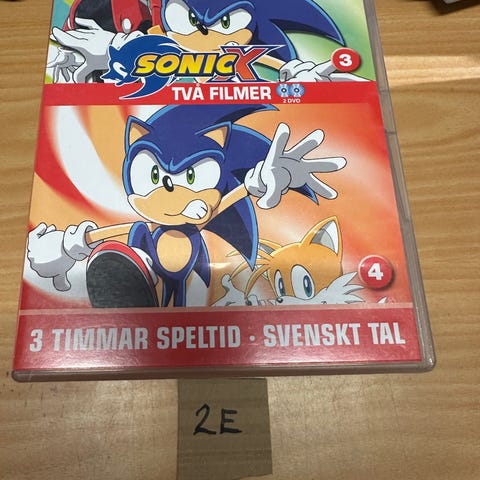 SONIC X
3
TVÅ FILMER
2 DVD
4
3 TIMMAR SPELTID · SVENSKT TAL
2E